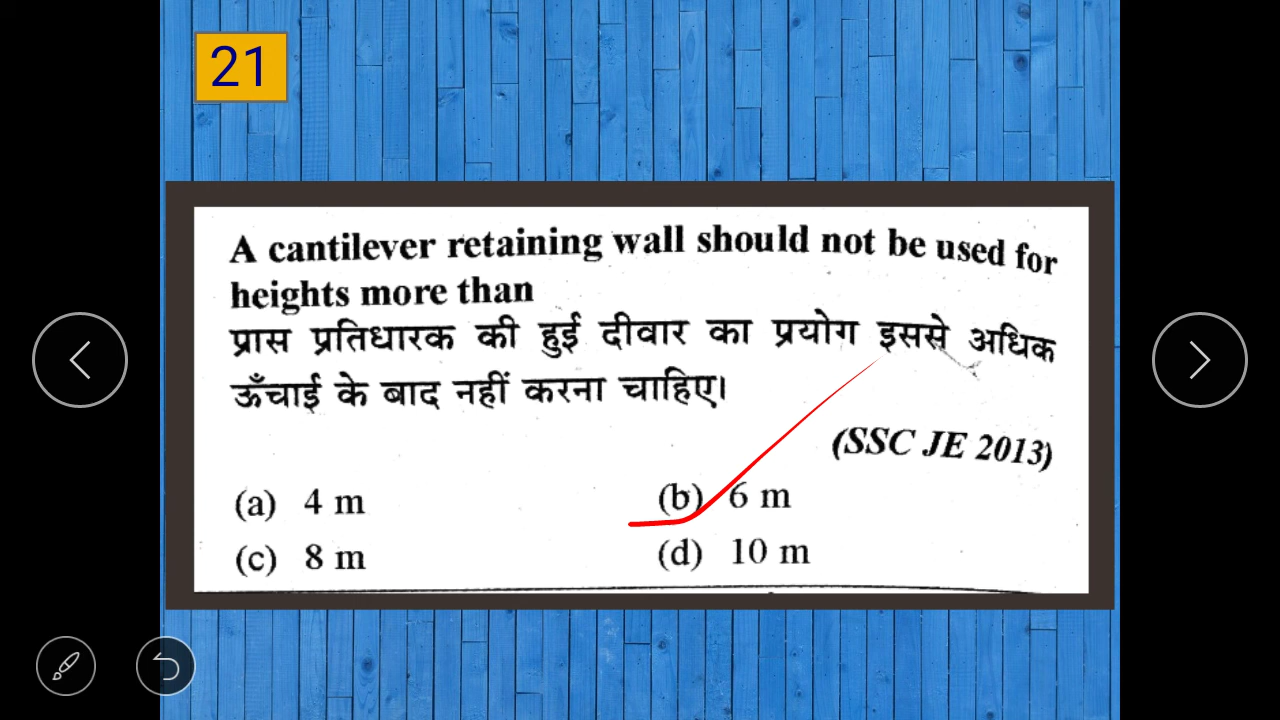 21
A cantilever retaining wall should not be used for
heights more than
प्रास प्रतिधारक की हुई दीवार का प्रयोग इससे अधिक
ऊँचाई के बाद नहीं करना चाहिए।
(SSC JE 2013)
(a) 4 m (b) 6 m
(c) 8 m (d) 10 m